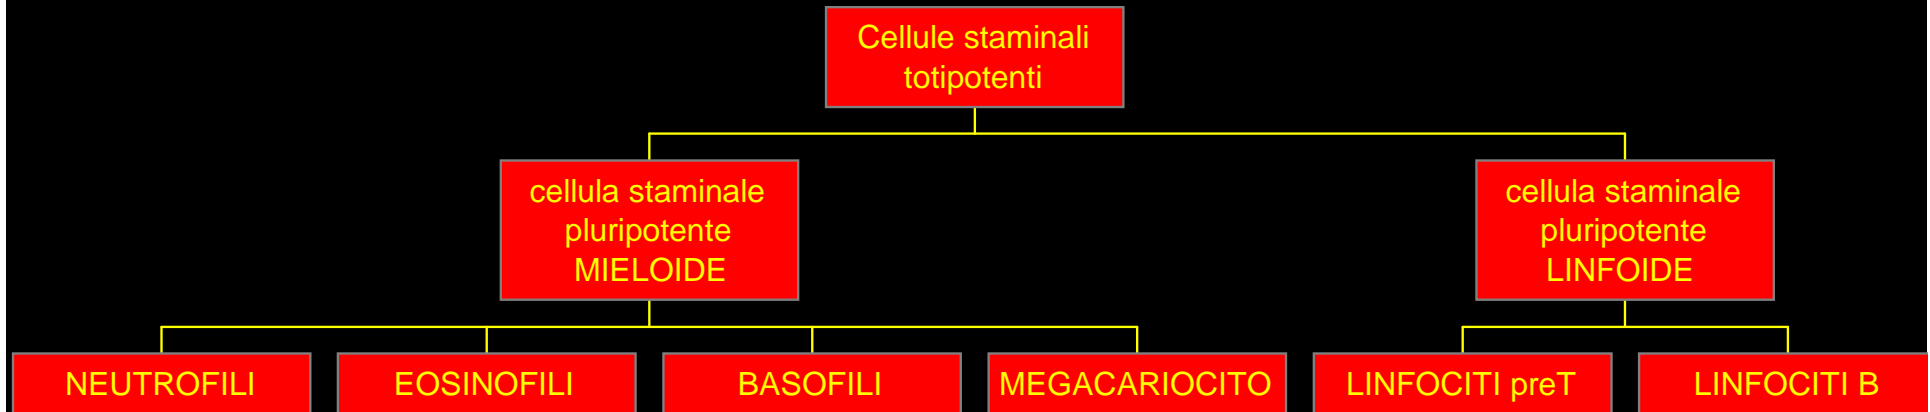 Cellule staminali
totipotenti
cellula staminale
pluripotente
MIELOIDE
cellula staminale
pluripotente
LINFOIDE
NEUTROFILI
EOSINOFILI
BASOFILI
MEGACARIOCITO
LINFOCITI preT
LINFOCITI B